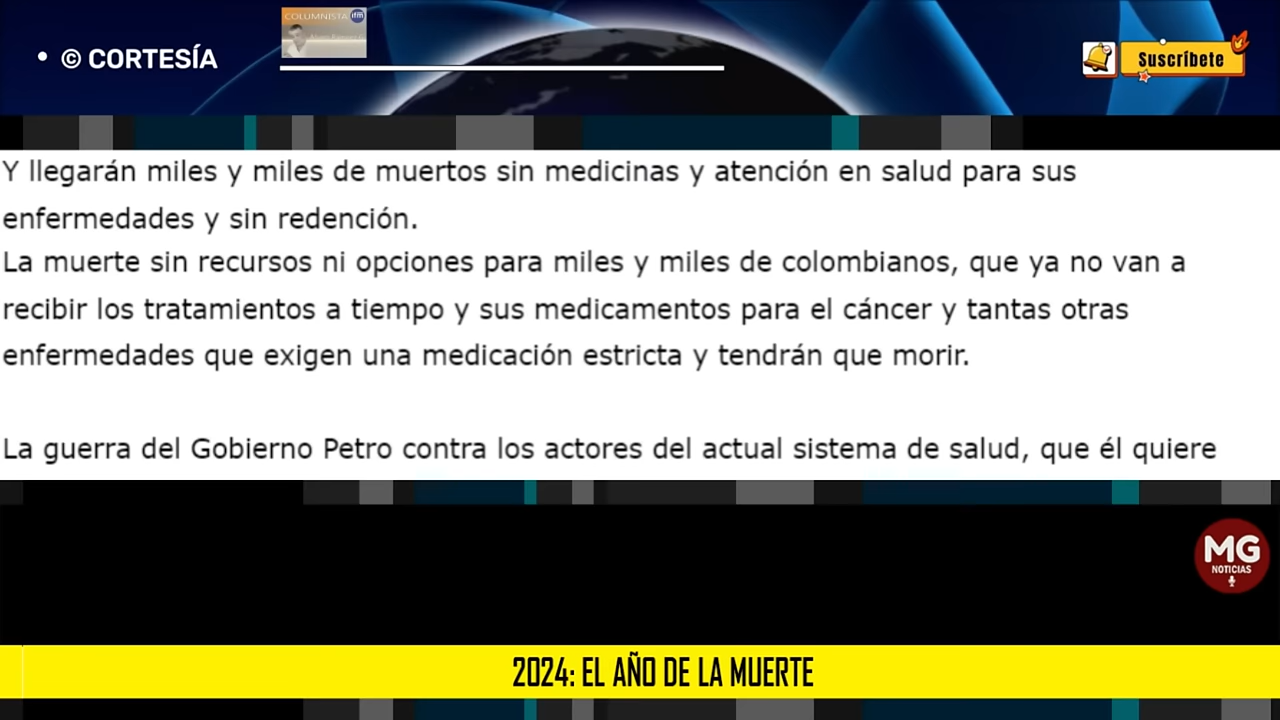 • © CORTESÍA
COLUMNISTA ifm
Suscríbete
Y llegarán miles y miles de muertos sin medicinas y atención en salud para sus
enfermedades y sin redención.
La muerte sin recursos ni opciones para miles y miles de colombianos, que ya no van a
recibir los tratamientos a tiempo y sus medicamentos para el cáncer y tantas otras
enfermedades que exigen una medicación estricta y tendrán que morir.
La guerra del Gobierno Petro contra los actores del actual sistema de salud, que él quiere
MG
NOTICIAS
2024: EL AÑO DE LA MUERTE